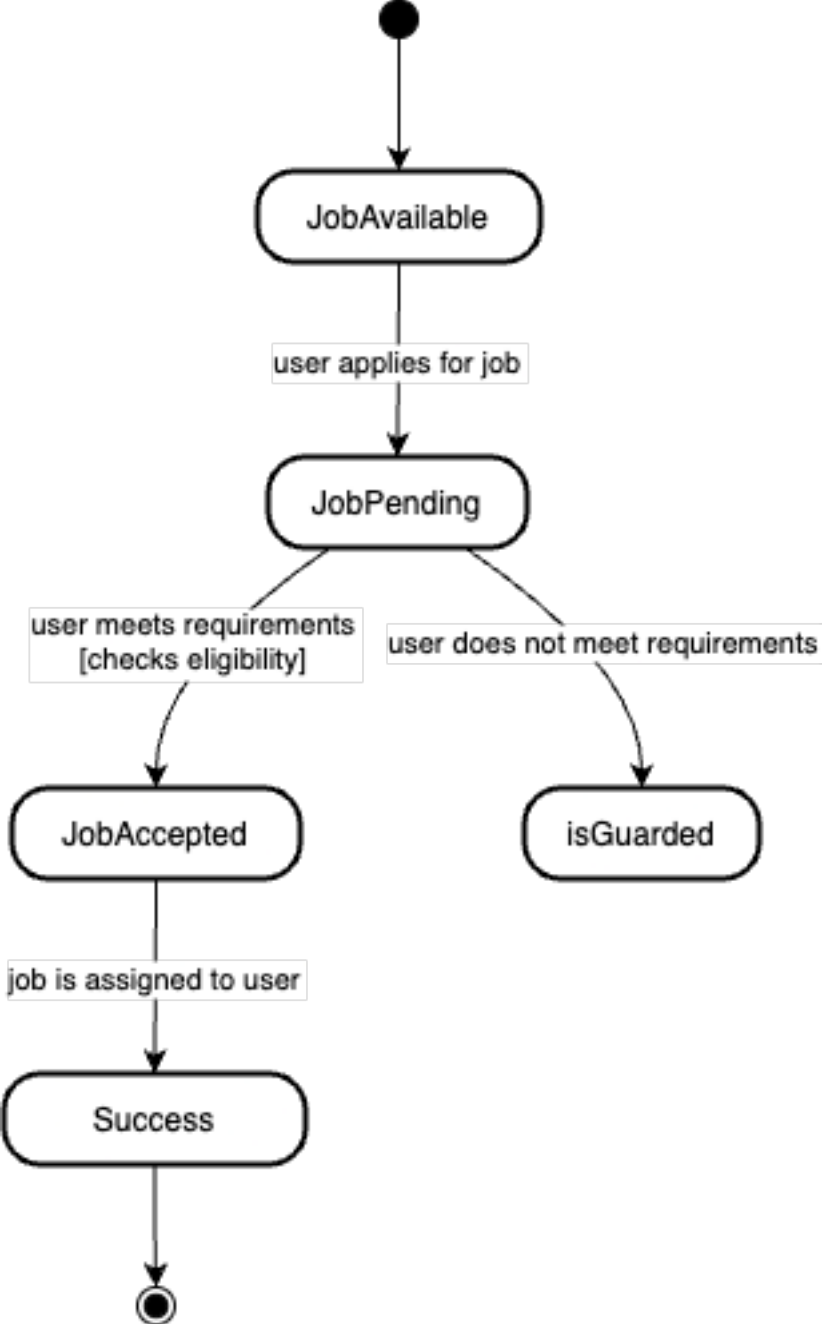 JobAvailable
user applies for job
JobPending
user meets requirements
[checks eligibility]
user does not meet requirements
JobAccepted
isGuarded
job is assigned to user
Success